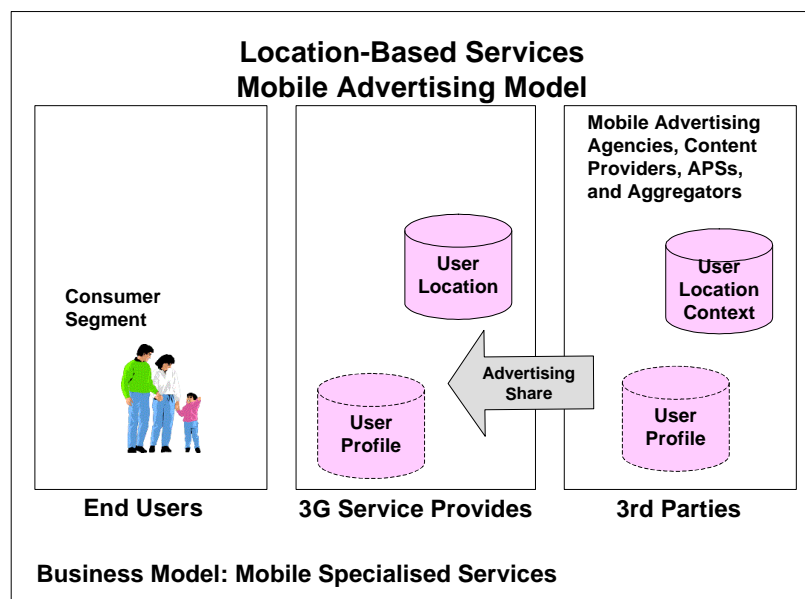 Location-Based Services
Mobile Advertising Model
Consumer
Segment
End Users
User
Location
User
Profile
3G Service Provides
Advertising
Share
Mobile Advertising
Agencies, Content
Providers, APSs,
and Aggregators
User
Location
Context
User
Profile
3rd Parties
Business Model: Mobile Specialised Services